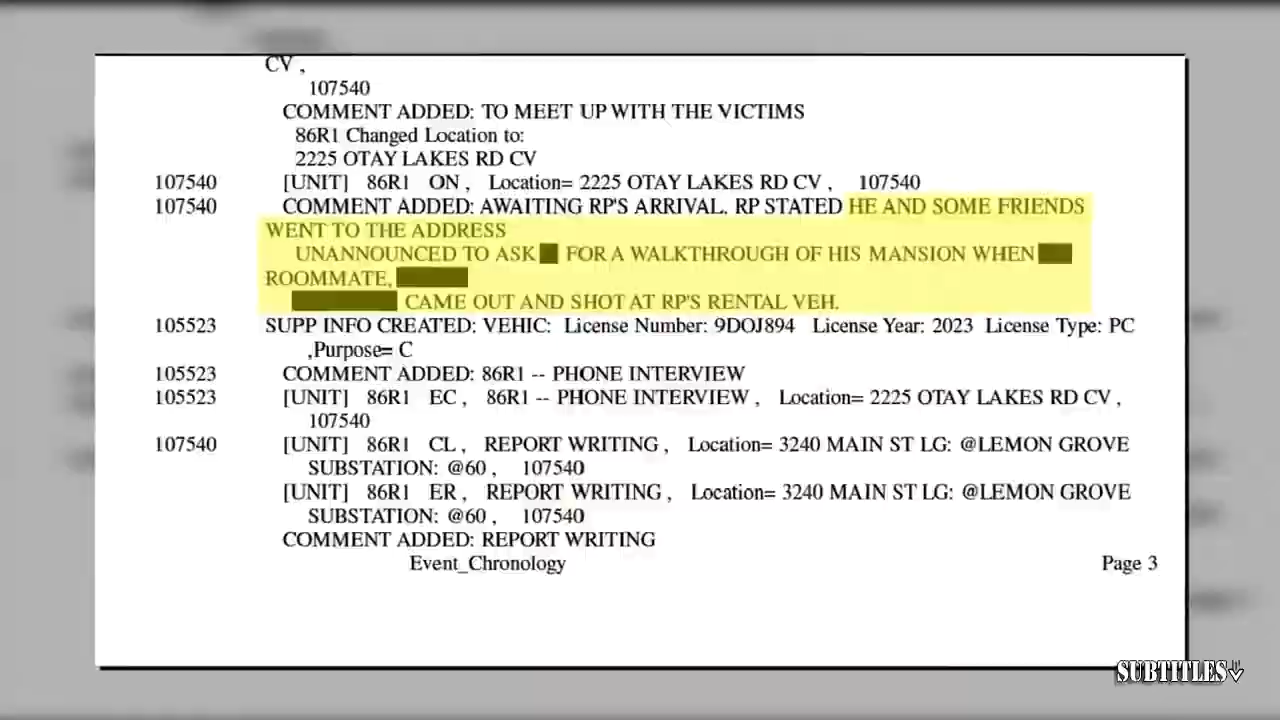 CV ,
107540
COMMENT ADDED: TO MEET UP WITH THE VICTIMS
86R1 Changed Location to:
2225 OTAY LAKES RD CV
107540 [UNIT] 86R1 ON , Location= 2225 OTAY LAKES RD CV , 107540
107540 COMMENT ADDED: AWAITING RP'S ARRIVAL. RP STATED HE AND SOME FRIENDS
WENT TO THE ADDRESS
UNANNOUNCED TO ASK FOR A WALKTHROUGH OF HIS MANSION WHEN
ROOMMATE,
CAME OUT AND SHOT AT RP'S RENTAL VEH.
105523 SUPP INFO CREATED: VEHIC: License Number: 9DOJ894 License Year: 2023 License Type: PC
,Purpose= C
105523 COMMENT ADDED: 86R1 -- PHONE INTERVIEW
105523 [UNIT] 86R1 EC , 86R1 -- PHONE INTERVIEW , Location= 2225 OTAY LAKES RD CV ,
107540
107540 [UNIT] 86R1 CL , REPORT WRITING , Location= 3240 MAIN ST LG: @LEMON GROVE
SUBSTATION: @60 , 107540
[UNIT] 86R1 ER , REPORT WRITING , Location= 3240 MAIN ST LG: @LEMON GROVE
SUBSTATION: @60 , 107540
COMMENT ADDED: REPORT WRITING
Event_Chronology Page 3
SUBTITLES